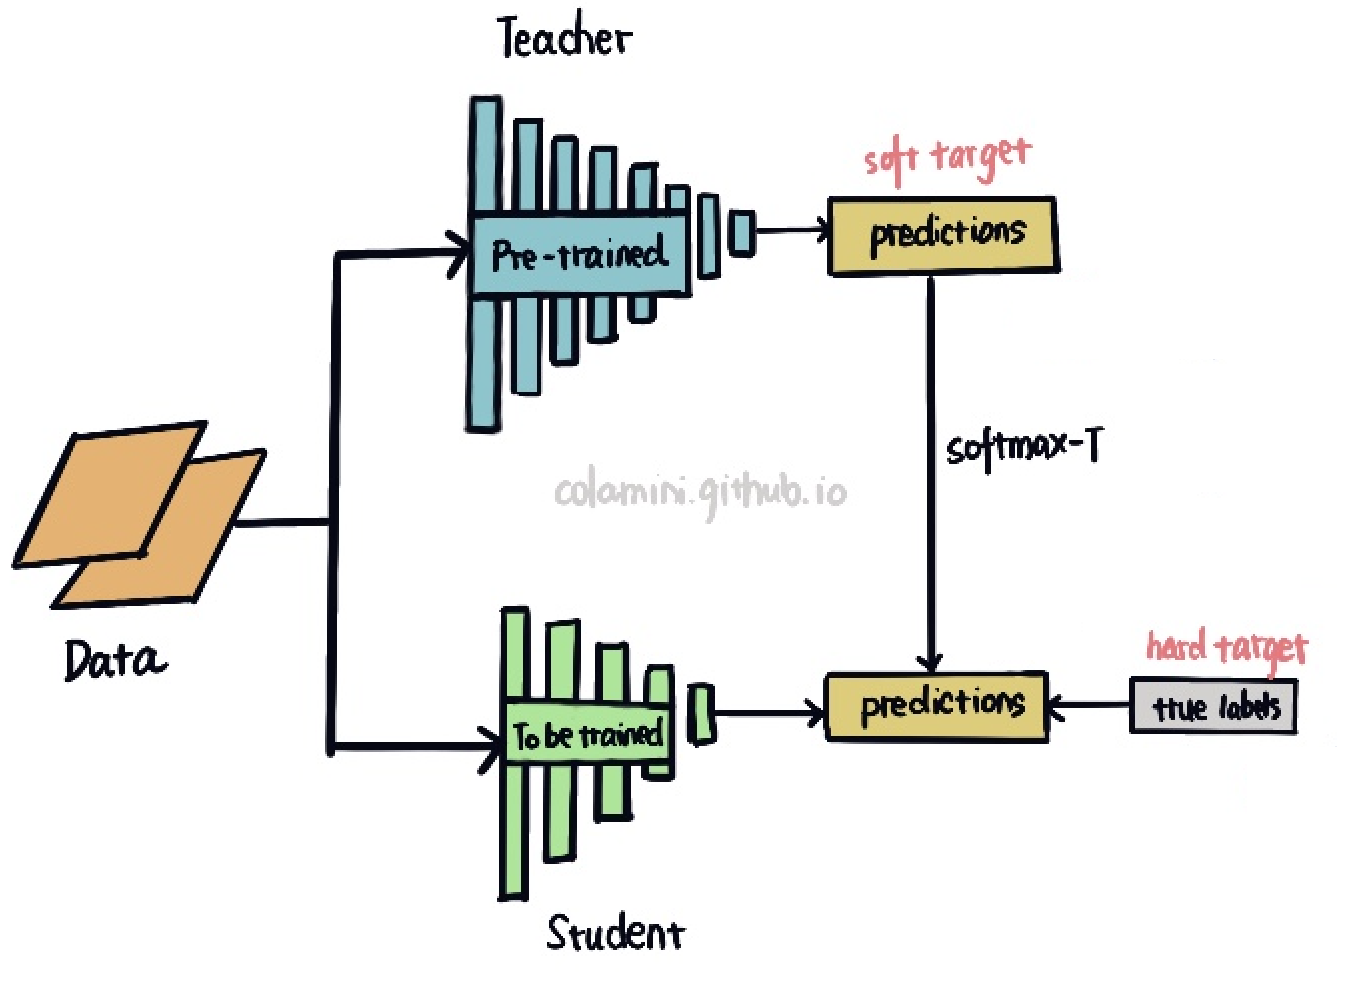 Teacher
soft target
predictions
Pre-trained
softmax-T
colamini.github.io
Data
hard target
true labels
predictions
To be trained
Student